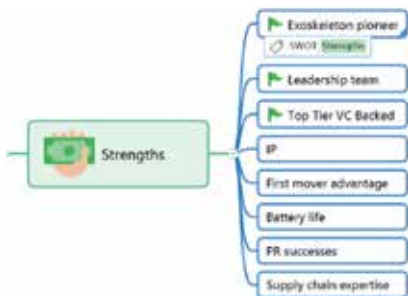 Exoskeleton pioneer
SWOT: Strengths
Leadership team
Top Tier VC Backed
Strengths
IP
First mover advantage
Battery life
PR successes
Supply chain expertise